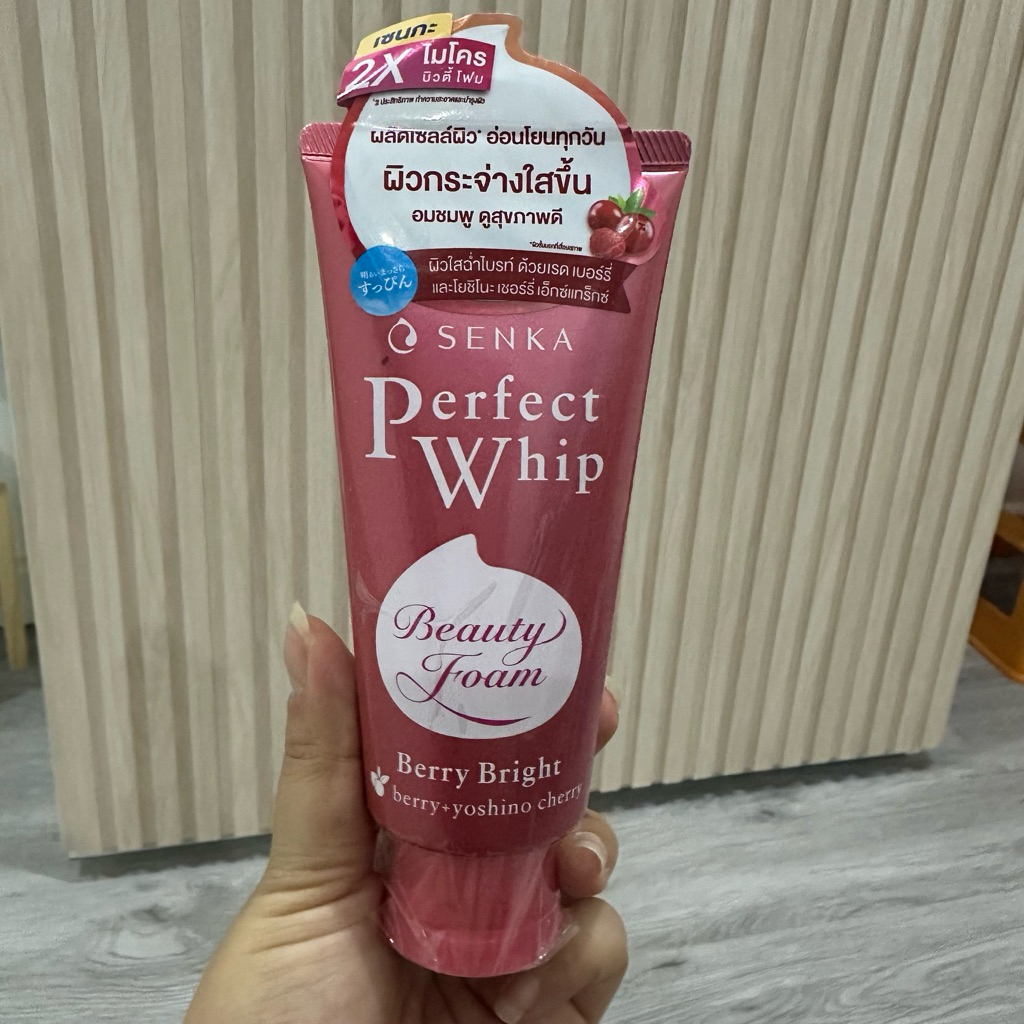 เซนกะ
2X ไมโคร
บิวตี้ โฟม
ผลัดเซลล์ผิว* อ่อนโยนทุกวัน
ผิวกระจ่างใสขึ้น
อมชมพู ดูสุขภาพดี
ผิวใสฉ่ำไบรท์ ด้วยเรด เบอร์รี่
และโยชิโนะ เชอร์รี่ เอ็กซ์แทร็กซ์
すっぴん
SENKA
Perfect
Whip
Beauty
Foam
Berry Bright
berry+yoshino cherry